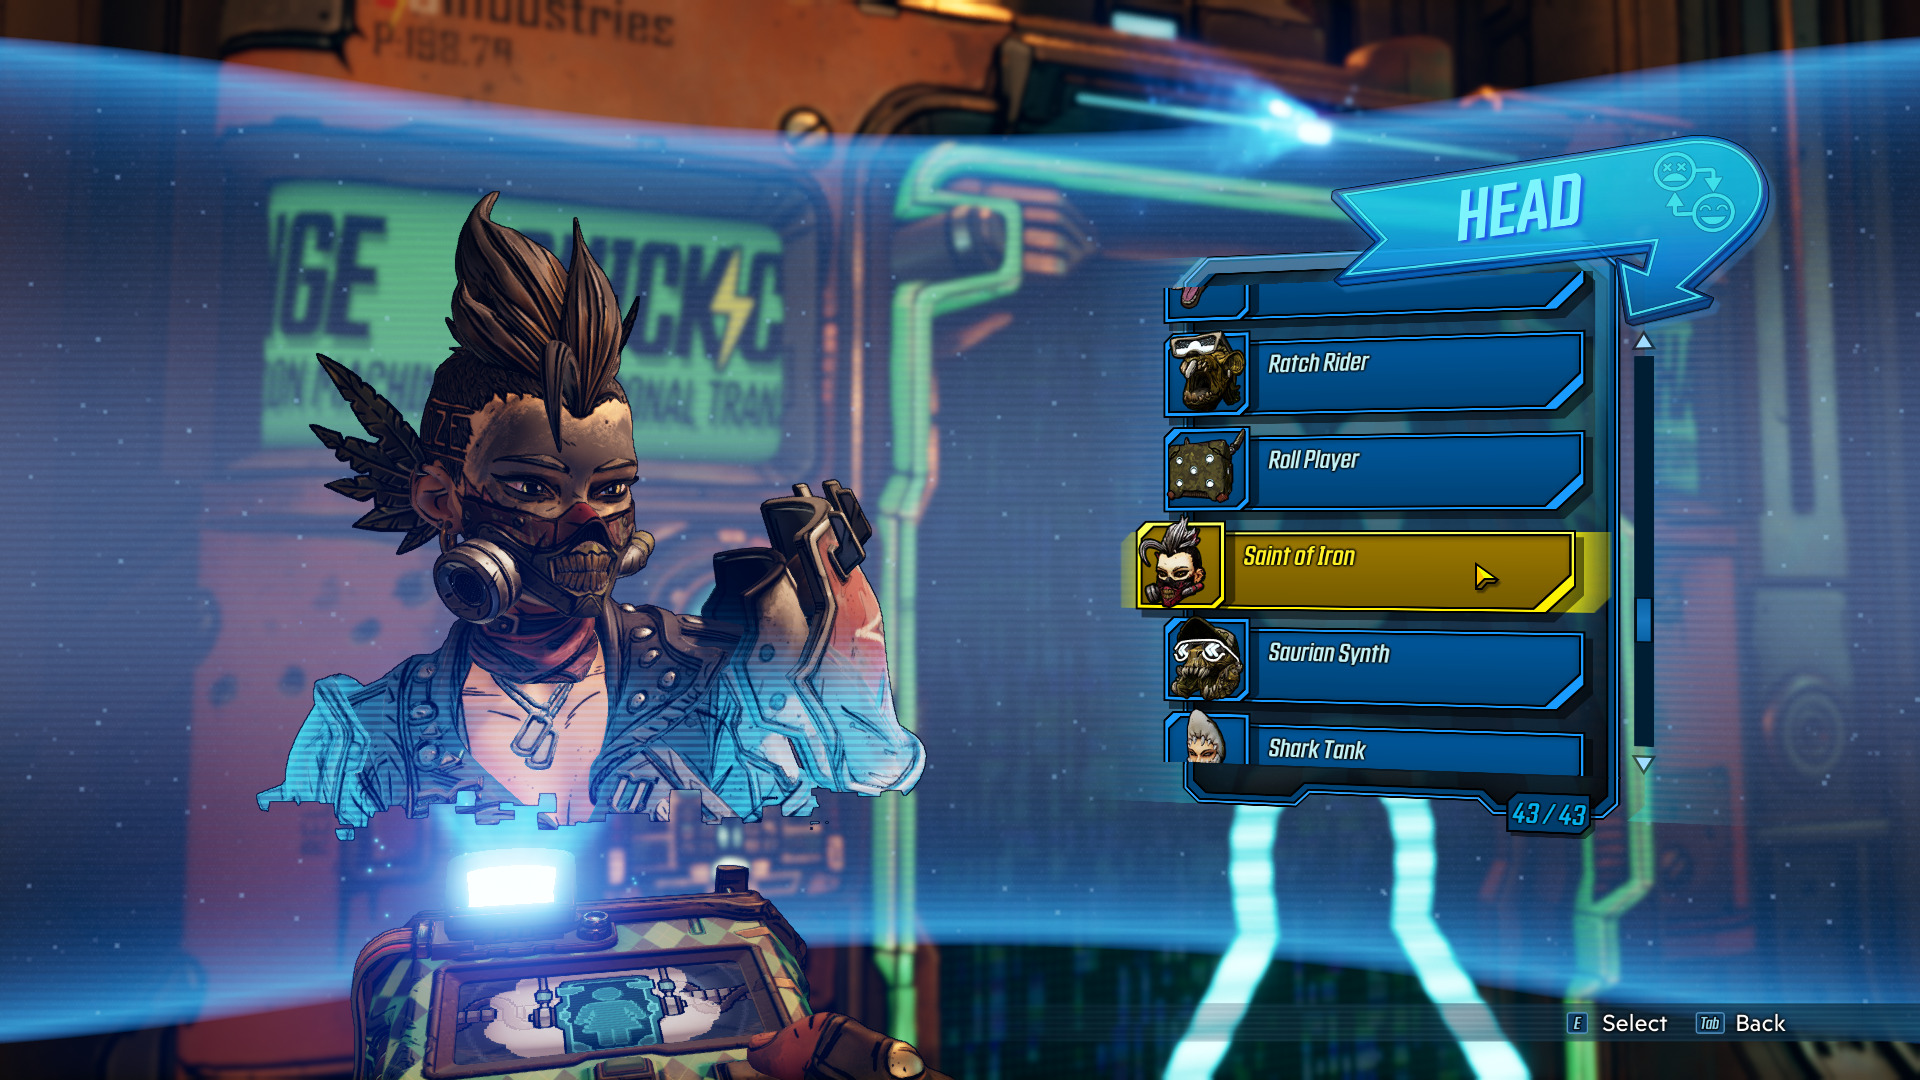 Industries
P-198.79
HEAD
Ratch Rider
Roll Player
Saint of Iron
Saurian Synth
Shark Tank
43/43
E Select
Tab Back